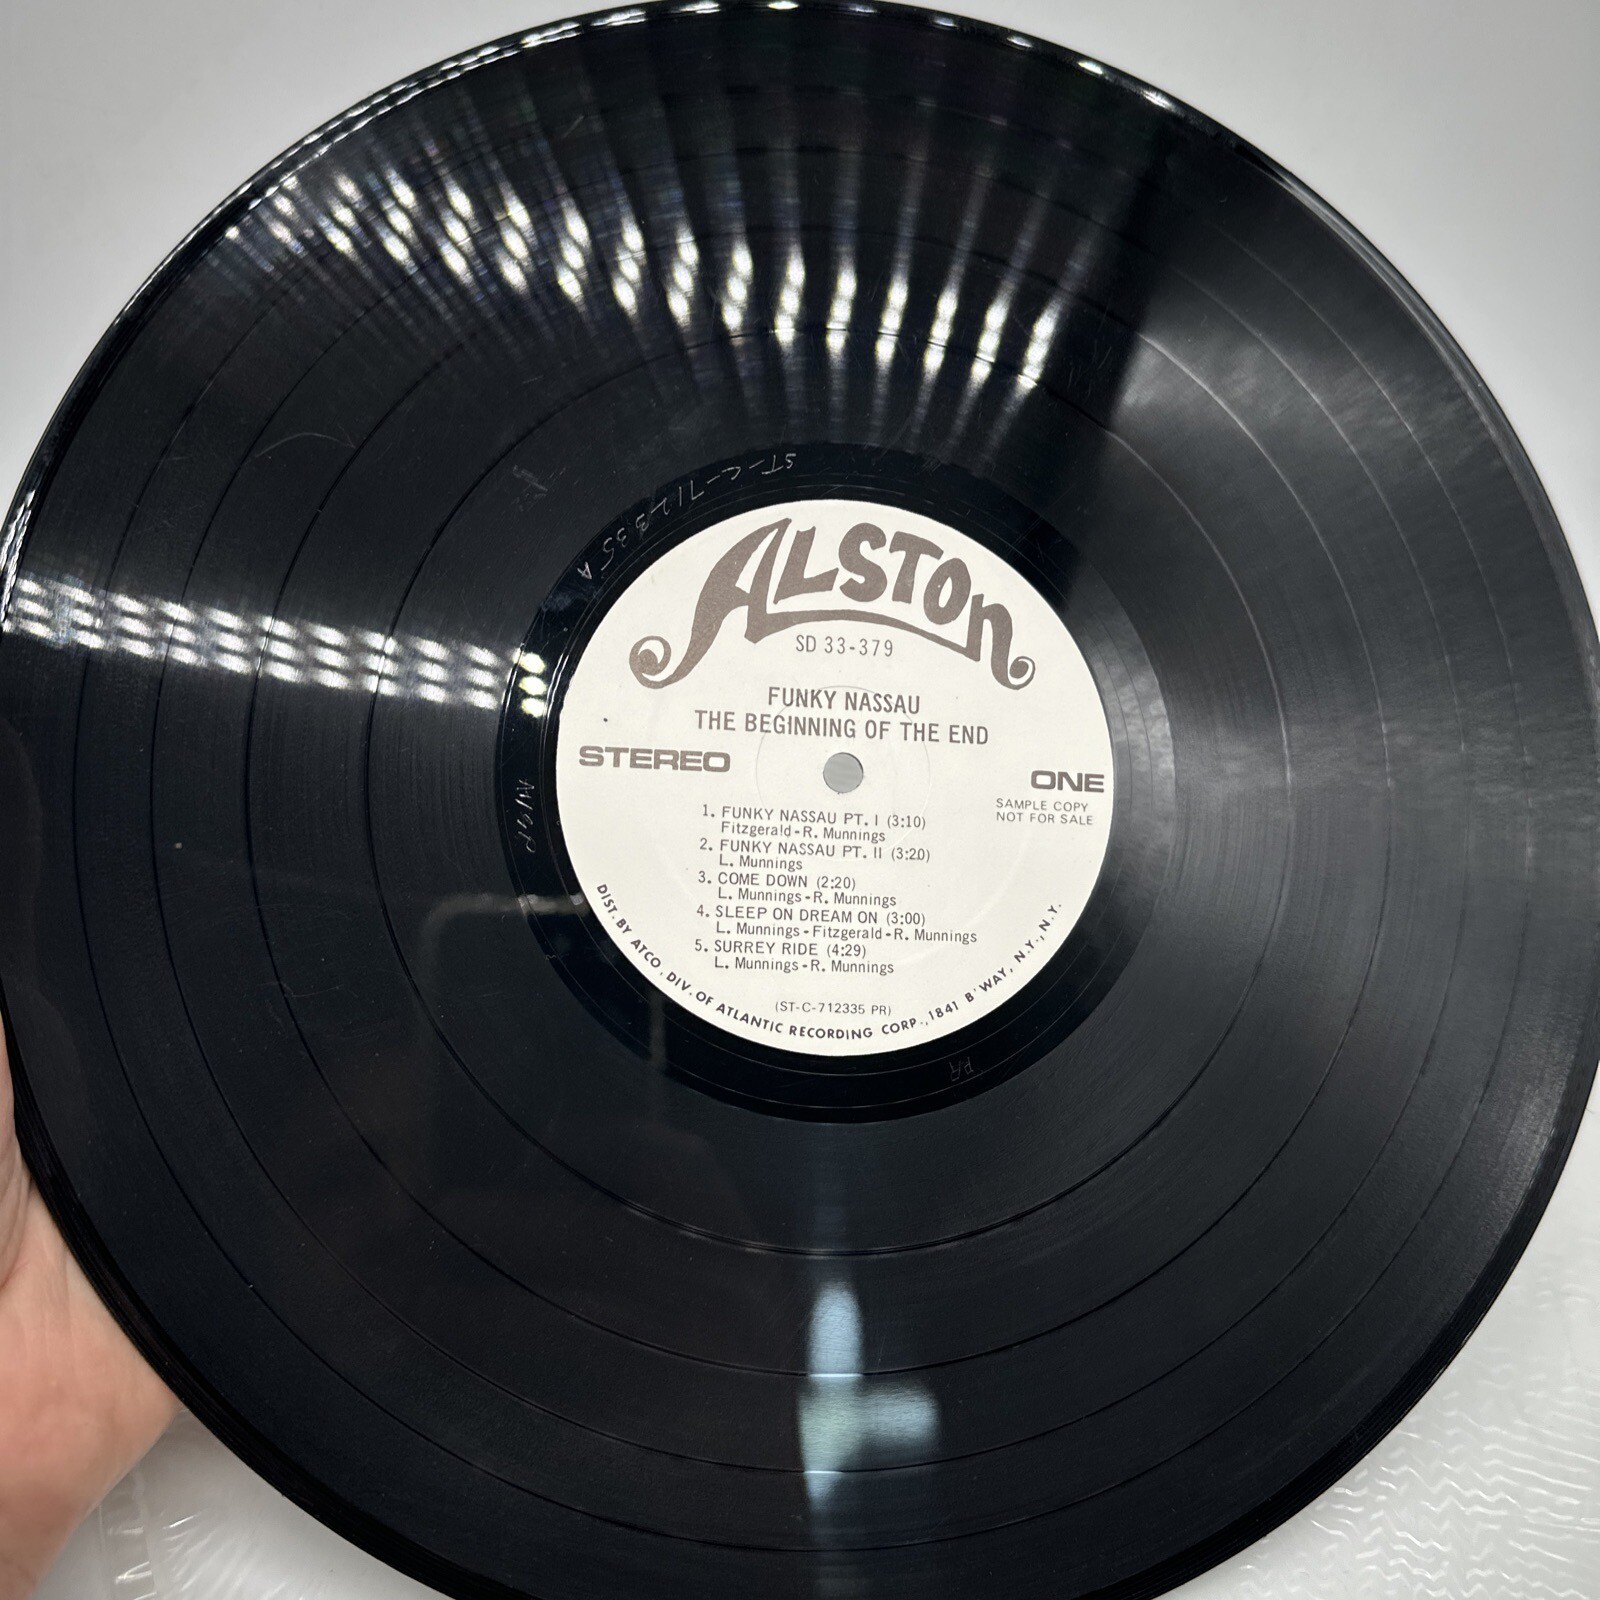 ALSTON
SD 33-379
FUNKY NASSAU
THE BEGINNING OF THE END
STEREO
ONE
SAMPLE COPY
NOT FOR SALE
1. FUNKY NASSAU PT. I (3:10)
Fitzgerald-R. Munnings
2. FUNKY NASSAU PT. II (3:20)
L. Munnings
3. COME DOWN (2:20)
L. Munnings-R. Munnings
4. SLEEP ON DREAM ON (3:00)
L. Munnings-Fitzgerald-R. Munnings
5. SURREY RIDE (4:29)
L. Munnings-R. Munnings
(ST-C-712335 PR)
DIST. BY ATCO, DIV. OF ATLANTIC RECORDING CORP., 1841 B'WAY, N.Y., N.Y.
ST-C-712335 A
PR